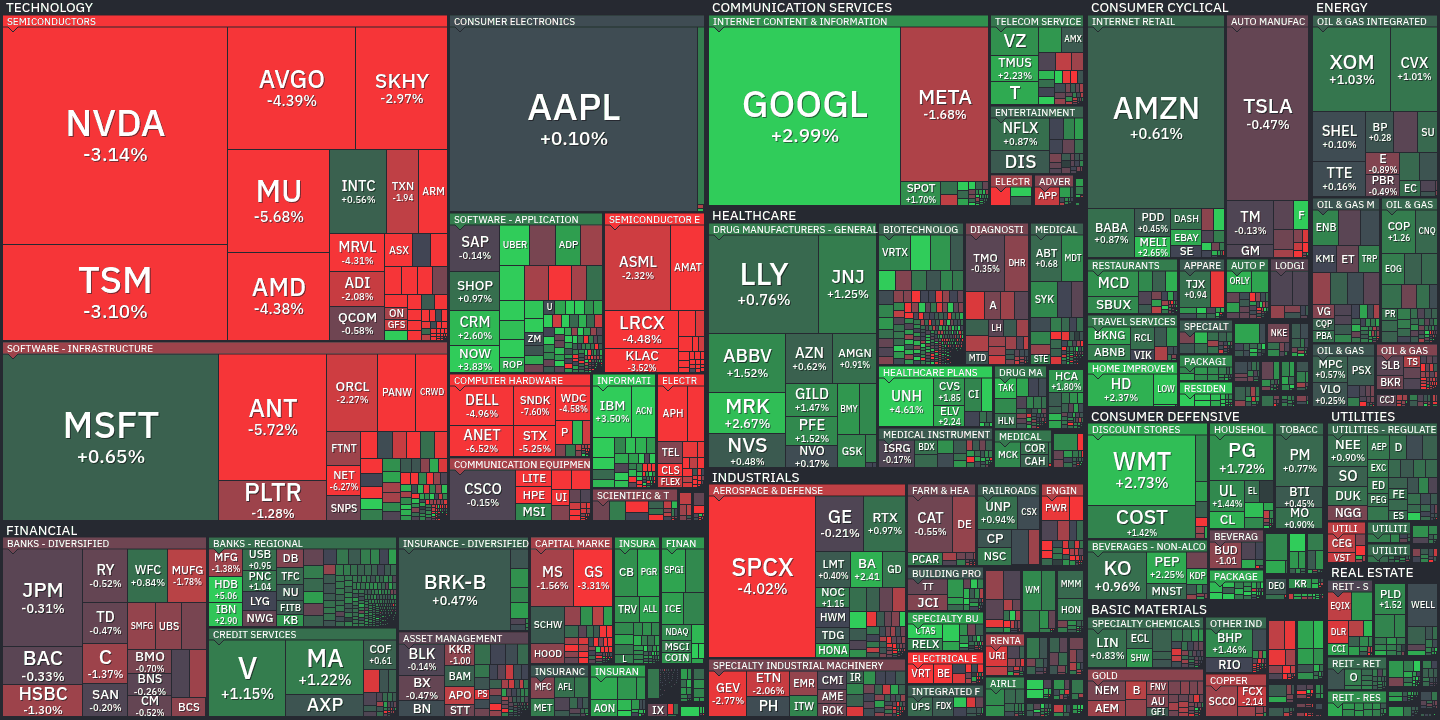 TECHNOLOGY
SEMICONDUCTORS
NVDA
-3.14%
AVGO
-4.39%
SKHY
-2.97%
TSM
-3.10%
MU
-5.68%
INTC
+0.56%
TXN
-1.94
ARM
AMD
-4.38%
MRVL
-4.31%
ASX
ADI
-2.08%
QCOM
-0.58%
ON
GFS
CONSUMER ELECTRONICS
AAPL
+0.10%
SOFTWARE - APPLICATION
SAP
-0.14%
UBER
ADP
SHOP
+0.97%
CRM
+2.60%
NOW
+3.83%
U
ZM
ROP
SEMICONDUCTOR E
ASML
-2.32%
AMAT
LRCX
-4.48%
KLAC
-3.52%
SOFTWARE - INFRASTRUCTURE
MSFT
+0.65%
ANT
-5.72%
PLTR
-1.28%
ORCL
-2.27%
PANW
CRWD
FTNT
NET
-6.27%
SNPS
COMPUTER HARDWARE
DELL
-4.96%
SNDK
-7.60%
WDC
-4.58%
ANET
-6.52%
STX
-5.25%
P
INFORMATI
IBM
+3.50%
ACN
ELECTR
APH
TEL
CLS
FLEX
COMMUNICATION EQUIPMEN
CSCO
-0.15%
LITE
HPE
MSI
UI
SCIENTIFIC & T
COMMUNICATION SERVICES
INTERNET CONTENT & INFORMATION
GOOGL
+2.99%
META
-1.68%
SPOT
+1.70%
TELECOM SERVICE
VZ
AMX
TMUS
+2.23%
T
ENTERTAINMENT
NFLX
+0.87%
DIS
ELECTR
ADVER
APP
CONSUMER CYCLICAL
INTERNET RETAIL
AMZN
+0.61%
BABA
+0.87%
PDD
+0.45%
MELI
+2.65%
DASH
EBAY
SE
AUTO MANUFAC
TSLA
-0.47%
TM
-0.13%
F
GM
RESTAURANTS
MCD
SBUX
APPARE
TJX
+0.94
AUTO P
ORLY
LODGI
TRAVEL SERVICES
BKNG
RCL
ABNB
VIK
SPECIALT
NKE
PACKAGI
RESIDEN
HOME IMPROVEM
HD
+2.37%
LOW
ENERGY
OIL & GAS INTEGRATED
XOM
+1.03%
CVX
+1.01%
SHEL
+0.10%
BP
+0.28
SU
TTE
+0.16%
E
-0.89%
PBR
-0.49%
EC
OIL & GAS M
ENB
KMI
ET
TRP
VG
CQP
PBA
OIL & GAS
COP
+1.26
CNQ
EOG
PR
OIL & GAS
MPC
+0.57%
PSX
VLO
+0.25%
OIL & GAS
SLB
TS
BKR
CCJ
HEALTHCARE
DRUG MANUFACTURERS - GENERAL
LLY
+0.76%
JNJ
+1.25%
ABBV
+1.52%
AZN
+0.62%
AMGN
+0.91%
MRK
+2.67%
GILD
+1.47%
BMY
PFE
+1.52%
NVS
+0.48%
NVO
+0.17%
GSK
BIOTECHNOLOG
VRTX
DIAGNOSTI
TMO
-0.35%
DHR
A
LH
MTD
MEDICAL
ABT
+0.68
MDT
SYK
STE
HEALTHCARE PLANS
UNH
+4.61%
CVS
+1.85
CI
ELV
+2.24
DRUG MA
TAK
HLN
HCA
+1.80%
MEDICAL INSTRUMENT
ISRG
-0.17%
BDX
MEDICAL
MCK
COR
CAH
FINANCIAL
BANKS - DIVERSIFIED
JPM
-0.31%
RY
-0.52%
WFC
+0.84%
MUFG
-1.78%
TD
-0.47%
SMFG
UBS
BAC
-0.33%
C
-1.37%
BMO
-0.70%
BNS
-0.26%
HSBC
-1.30%
SAN
-0.20%
CM
-0.52%
BCS
BANKS - REGIONAL
MFG
-1.38%
USB
+0.95
DB
HDB
+5.06
PNC
+1.04
TFC
IBN
+2.90
LYG
NU
FITB
NWG
KB
CREDIT SERVICES
V
+1.15%
MA
+1.22%
COF
+0.61
AXP
INSURANCE - DIVERSIFIED
BRK-B
+0.47%
ASSET MANAGEMENT
BLK
-0.14%
KKR
-1.00
BX
-0.47%
BAM
APO
PS
BN
STT
CAPITAL MARKE
MS
-1.56%
GS
-3.31%
SCHW
HOOD
INSURA
CB
PGR
TRV
ALL
L
FINAN
SPGI
ICE
NDAQ
MSCI
COIN
INSURANC
MFC
AFL
MET
INSURAN
AON
IX
INDUSTRIALS
AEROSPACE & DEFENSE
SPCX
-4.02%
GE
-0.21%
RTX
+0.97%
LMT
+0.40%
BA
+2.41
GD
NOC
+1.15
HWM
TDG
HONA
SPECIALTY INDUSTRIAL MACHINERY
GEV
-2.77%
ETN
-2.06%
EMR
CMI
IR
PH
ITW
AME
ROK
FARM & HEA
CAT
-0.55%
DE
PCAR
RAILROADS
UNP
+0.94%
CSX
CP
NSC
ENGIN
PWR
BUILDING PRO
TT
JCI
WM
MMM
HON
SPECIALTY BU
CTAS
RELX
RENTA
URI
ELECTRICAL E
VRT
BE
INTEGRATED F
UPS
FDX
AIRLI
CONSUMER DEFENSIVE
DISCOUNT STORES
WMT
+2.73%
COST
+1.42%
HOUSEHOL
PG
+1.72%
UL
+1.44%
EL
CL
TOBACC
PM
+0.77%
BTI
+0.45%
MO
+0.90%
BEVERAGES - NON-ALCO
KO
+0.96%
PEP
+2.25%
KDP
MNST
BEVERAG
BUD
-1.01
PACKAGE
DEO
KR
UTILITIES
UTILITIES - REGULATE
NEE
+0.90%
AEP
D
SO
EXC
DUK
ED
FE
NGG
PEG
ES
UTILI
CEG
VST
UTILITI
UTILITI
BASIC MATERIALS
SPECIALTY CHEMICALS
LIN
+0.83%
ECL
SHW
OTHER IND
BHP
+1.46%
RIO
GOLD
NEM
B
FNV
AEM
AU
GFI
COPPER
SCCO
FCX
-2.14
REAL ESTATE
REIT - S
EQIX
DLR
CCI
PLD
+1.52
WELL
REIT - RET
O
REIT - RES